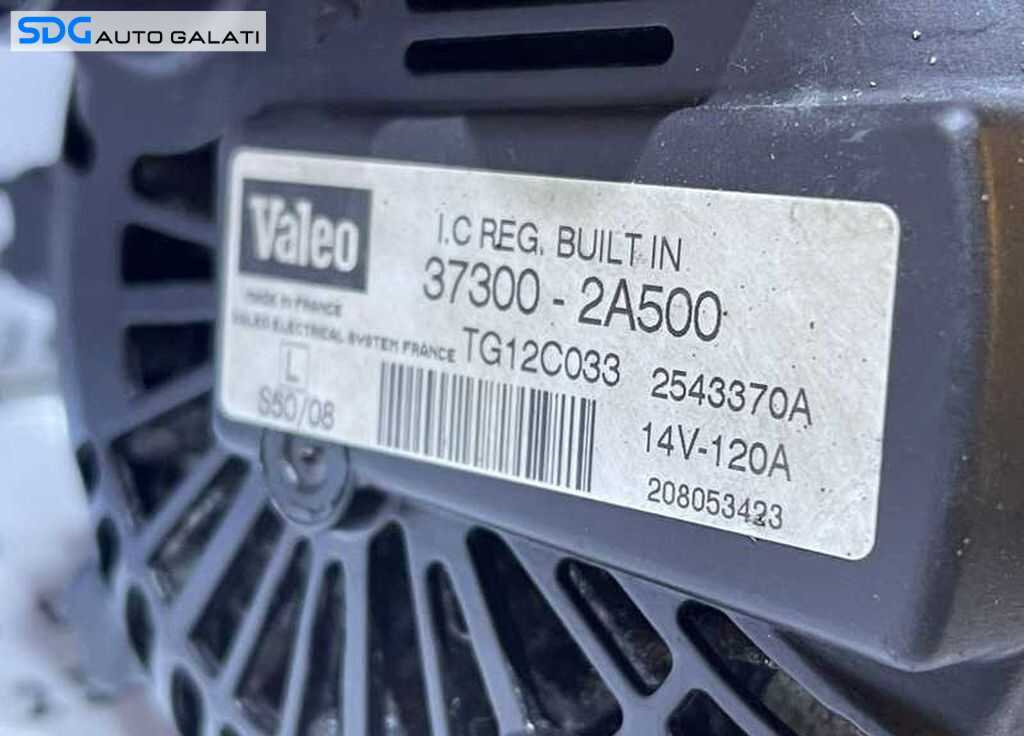 SDG AUTO GALATI
Valeo
I.C REG. BUILT IN
37300 - 2A500
MADE IN FRANCE
VALEO ELECTRICAL SYSTEM FRANCE
TG12C033 2543370A
L
S50/08
14V-120A
208053423